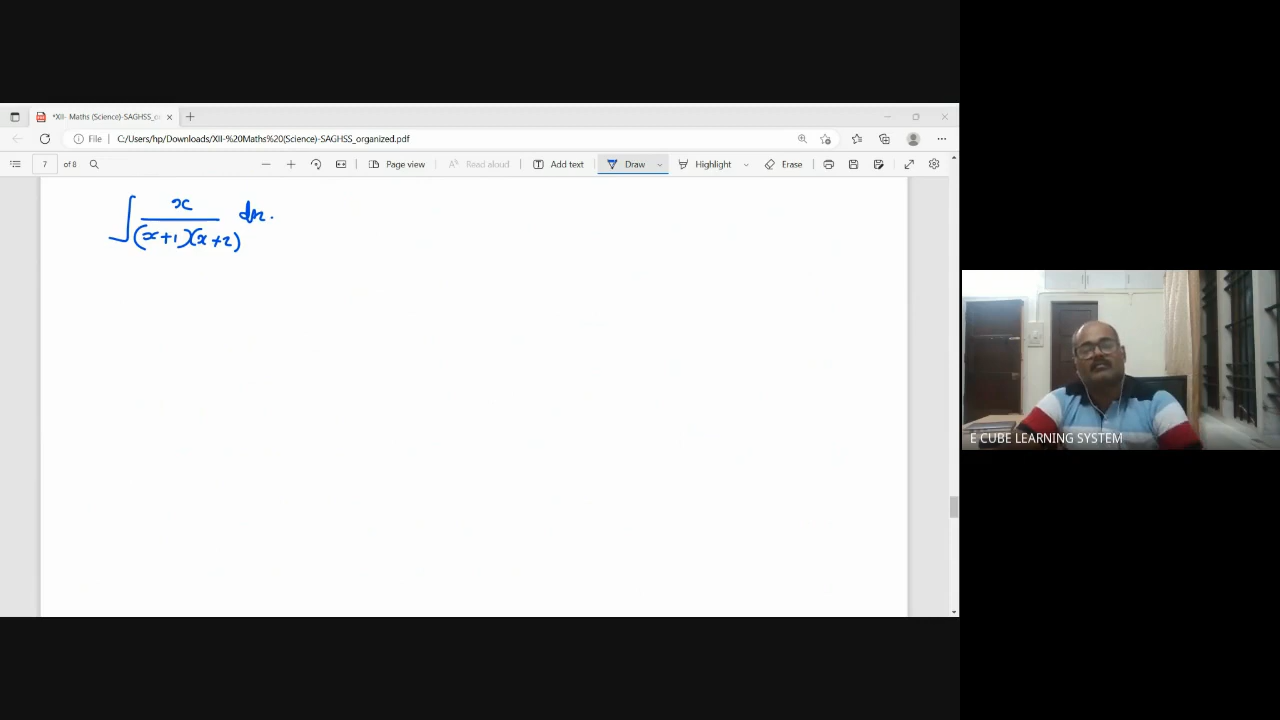 *XII- Maths (Science)-SAGHSS_o
File C:/Users/hp/Downloads/XII-%20Maths%20(Science)-SAGHSS_organized.pdf
7 of 8 Page view Read aloud Add text Draw Highlight Erase
∫ x / (x+1)(x+2) dx.
E CUBE LEARNING SYSTEM